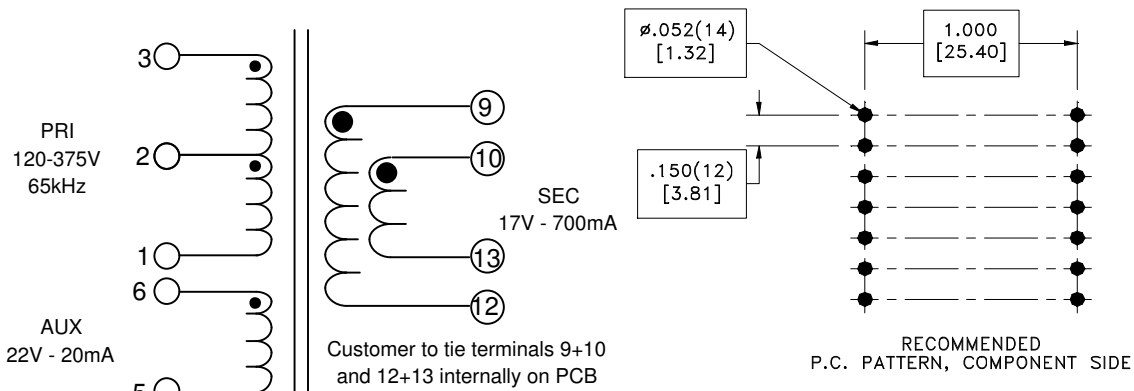 3
PRI
120-375V
65kHz
2
1
6
AUX
22V - 20mA
5
9
10
SEC
17V - 700mA
13
12
Customer to tie terminals 9+10
and 12+13 internally on PCB
ø.052(14)
[1.32]
1.000
[25.40]
.150(12)
[3.81]
RECOMMENDED
P.C. PATTERN, COMPONENT SIDE